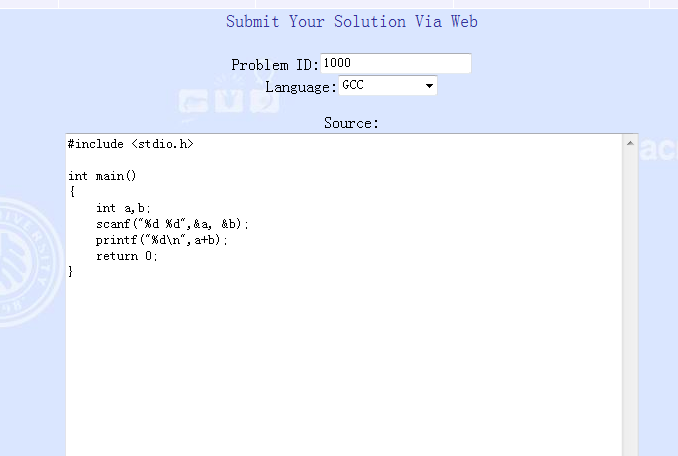 Submit Your Solution Via Web
Problem ID: 1000
Language: GCC
Source:
#include <stdio.h>
int main()
{
int a,b;
scanf("%d %d",&a, &b);
printf("%d\n",a+b);
return 0;
}
ac